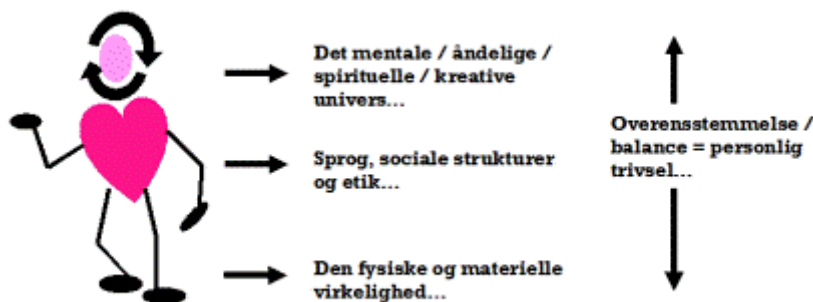 Det mentale / åndelige /
spirituelle / kreative
univers...
Overensstemmelse /
balance = personlig
trivsel...
Sprog, sociale strukturer
og etik...
Den fysiske og materielle
virkelighed...